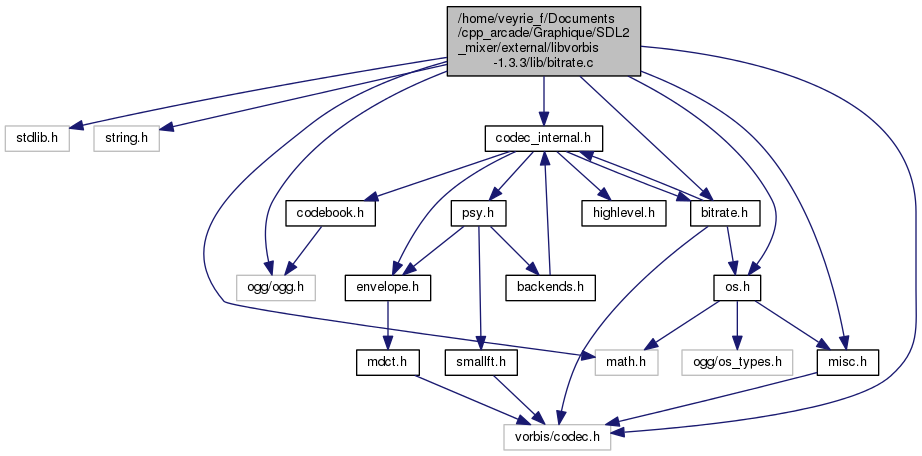 /home/veyrie_f/Documents
/cpp_arcade/Graphique/SDL2
_mixer/external/libvorbis
-1.3.3/lib/bitrate.c
stdlib.h
string.h
codec_internal.h
codebook.h
psy.h
highlevel.h
bitrate.h
ogg/ogg.h
envelope.h
backends.h
os.h
mdct.h
smallft.h
math.h
ogg/os_types.h
misc.h
vorbis/codec.h